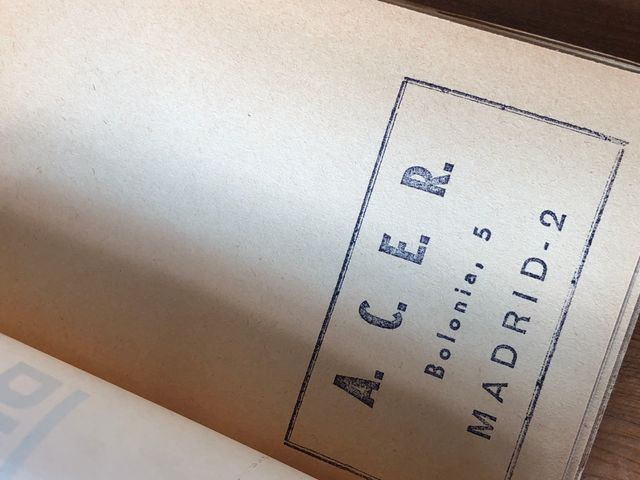 A. C. E. R.
Bolonia, 5
MADRID-2